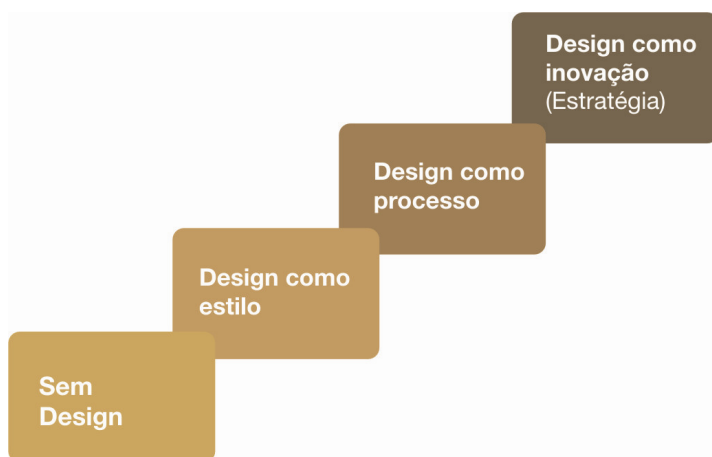 Design como
inovação
(Estratégia)
Design como
processo
Design como
estilo
Sem
Design